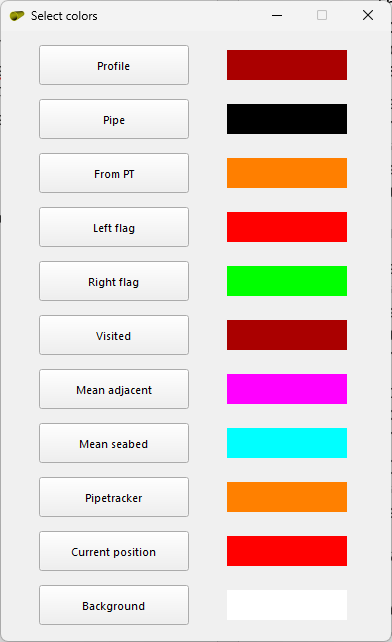 Select colors
Profile
Pipe
From PT
Left flag
Right flag
Visited
Mean adjacent
Mean seabed
Pipetracker
Current position
Background